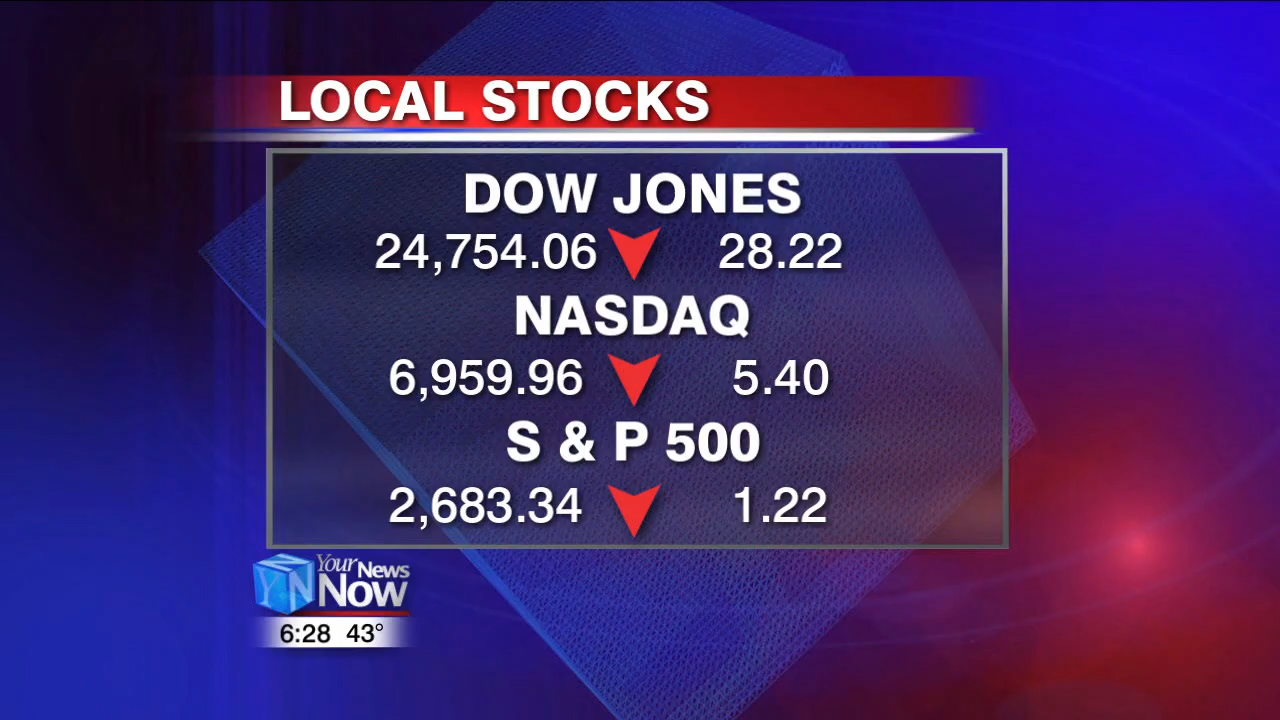 LOCAL STOCKS
DOW JONES
24,754.06 28.22
NASDAQ
6,959.96 5.40
S & P 500
2,683.34 1.22
YN Your News
Now
6:28 43°